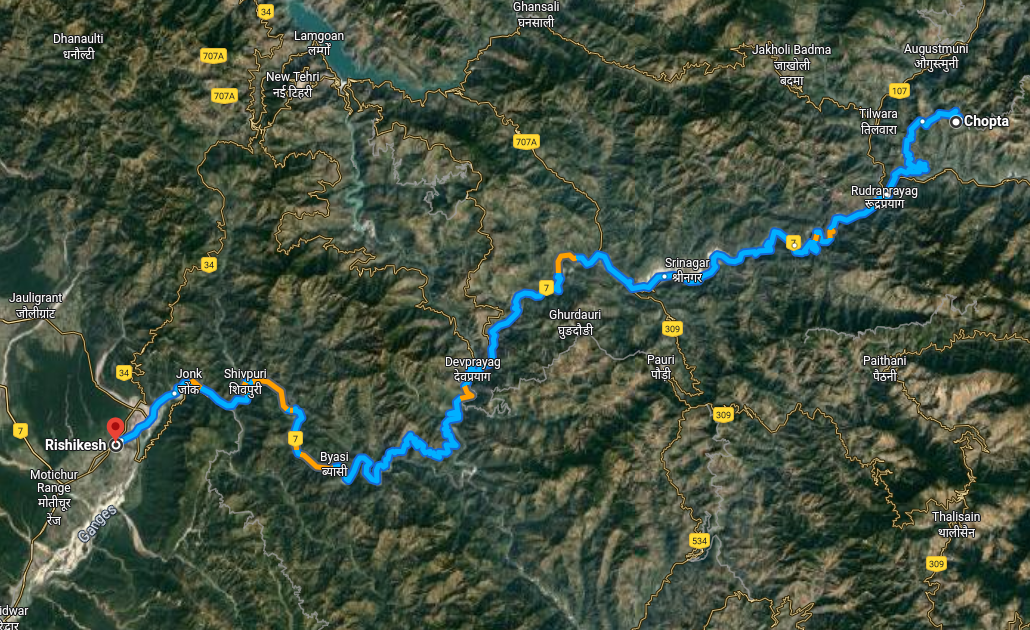 34
Ghansali
घनसाली
Dhanaulti
धनौल्टी
Lamgoan
लम्गाँ
707A
Jakholi Badma
जाखोली
बदमा
Augustmuni
औगुस्त्मुनी
New Tehri
नई टिहरी
707A
107
Tilwara
तिलवारा
Chopta
707A
Rudraprayag
रूद्रप्रयाग
7
34
Srinagar
श्रीनगर
Jauligrant
जौलीग्रांट
7
Ghurdauri
घुड़दौड़ी
309
Devprayag
देवप्रयाग
Pauri
पौड़ी
Paithani
पैठनी
34
Jonk
जोंक
Shivpuri
शिवपुरी
309
7
Rishikesh
7
Byasi
ब्यासी
Motichur
Range
मोतीचूर
रेंज
Ganges
Thalisain
थालीसैंन
534
309
idwar